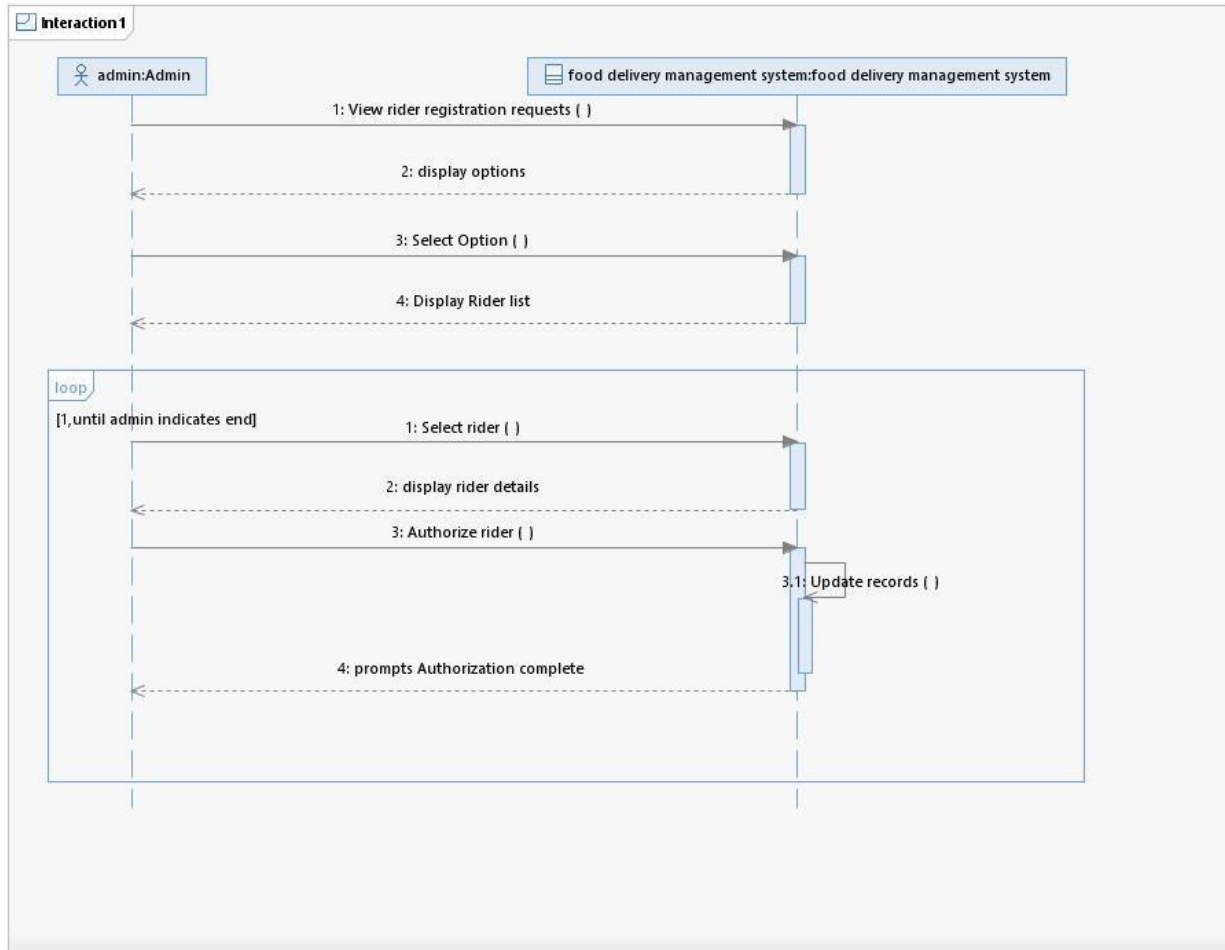 Interaction1
admin:Admin
food delivery management system:food delivery management system
1: View rider registration requests ( )
2: display options
3: Select Option ( )
4: Display Rider list
loop
[1,until admin indicates end]
1: Select rider ( )
2: display rider details
3: Authorize rider ( )
3.1: Update records ( )
4: prompts Authorization complete